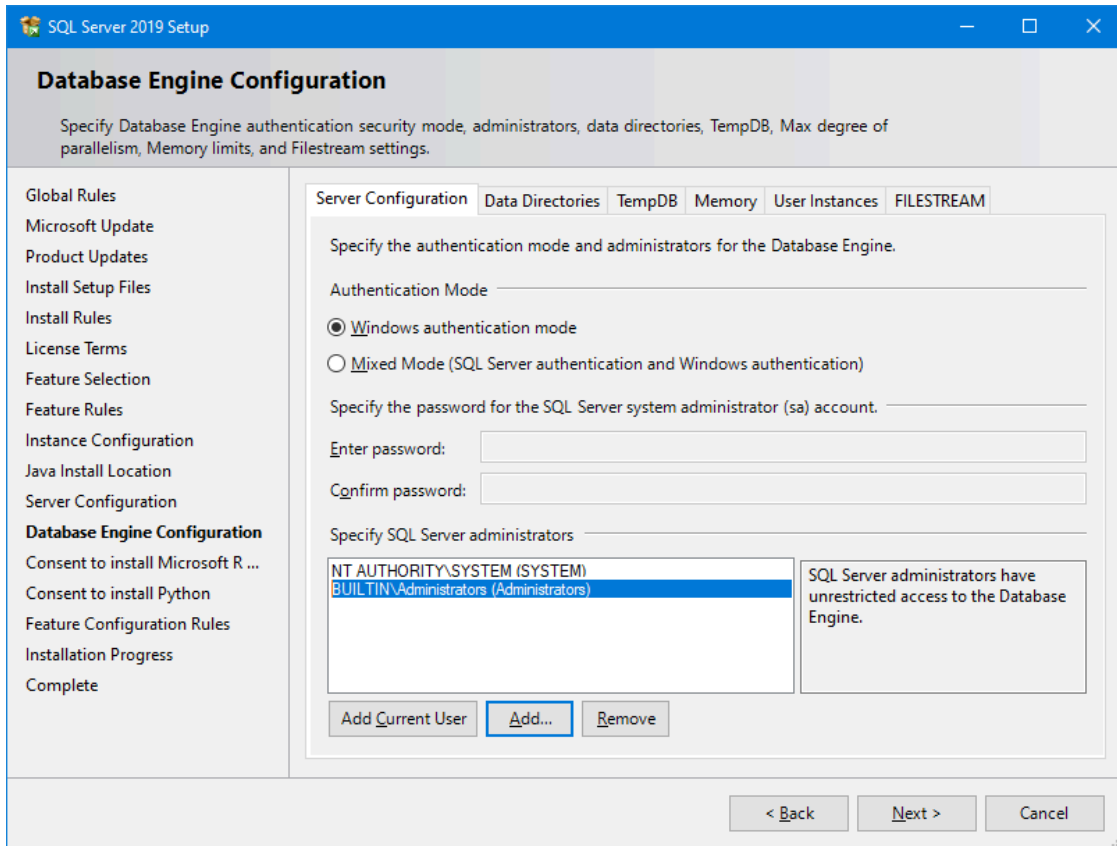 SQL Server 2019 Setup
Database Engine Configuration
Specify Database Engine authentication security mode, administrators, data directories, TempDB, Max degree of
parallelism, Memory limits, and Filestream settings.
Global Rules
Microsoft Update
Product Updates
Install Setup Files
Install Rules
License Terms
Feature Selection
Feature Rules
Instance Configuration
Java Install Location
Server Configuration
Database Engine Configuration
Consent to install Microsoft R ...
Consent to install Python
Feature Configuration Rules
Installation Progress
Complete
Server Configuration Data Directories TempDB Memory User Instances FILESTREAM
Specify the authentication mode and administrators for the Database Engine.
Authentication Mode
Windows authentication mode
Mixed Mode (SQL Server authentication and Windows authentication)
Specify the password for the SQL Server system administrator (sa) account.
Enter password:
Confirm password:
Specify SQL Server administrators
NT AUTHORITY\SYSTEM (SYSTEM)
BUILTIN\Administrators (Administrators)
SQL Server administrators have
unrestricted access to the Database
Engine.
Add Current User Add... Remove
< Back Next > Cancel